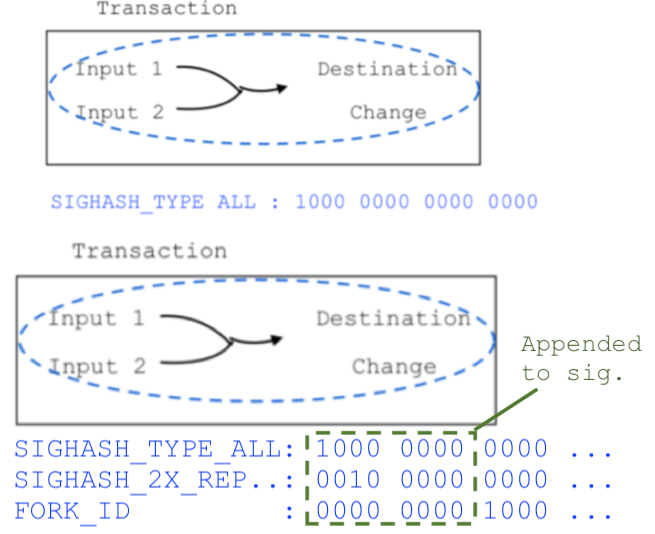 Transaction
Input 1 Destination
Input 2 Change
SIGHASH_TYPE ALL : 1000 0000 0000 0000
Transaction
Input 1 Destination
Input 2 Change
Appended
to sig.
SIGHASH_TYPE_ALL: 1000 0000 0000 ...
SIGHASH_2X_REP..: 0010 0000 0000 ...
FORK_ID : 0000 0000 1000 ...